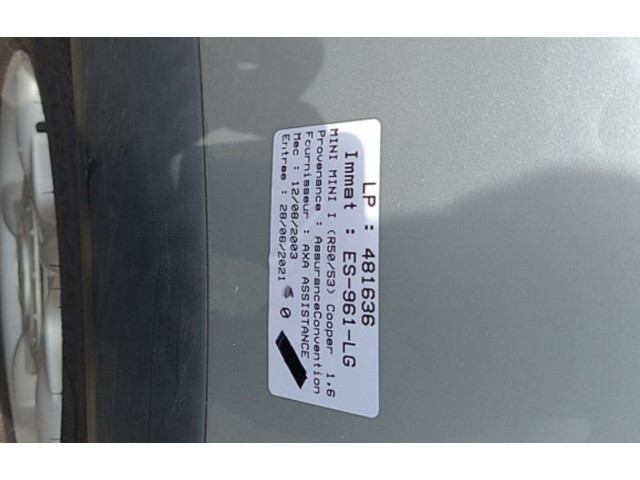 LP : 481636
Immat : ES-961-LG
MINI MINI I (R50/53) Cooper 1,6
Provenance : AssuranceConvention
Fournisseur : AXA ASSISTANCE
Mec : 12/08/2003
Entree : 28/06/2021 0